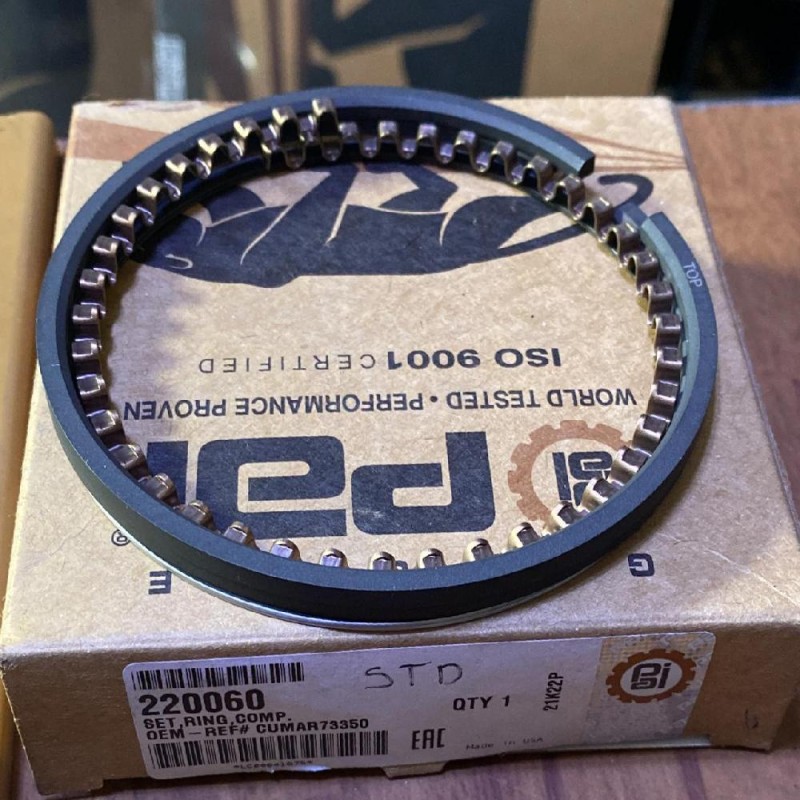 TOP
ISO 9001 CERTIFIED
WORLD TESTED • PERFORMANCE PROVEN
Pai
®
G
E
STD
220060
QTY 1
21K22P
SET,RING,COMP.
OEM-REF# CUMAR73350
EAC
Made In USA
Pai